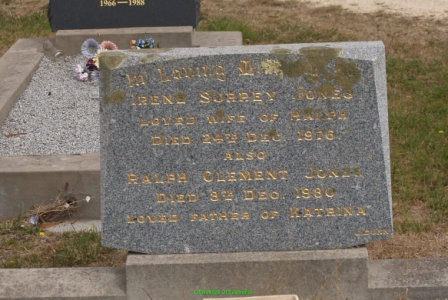 1966 – 1988
In Loving Memory
IRENE SURREY JONES
LOVED WIFE OF RALPH
DIED 24TH DEC. 1976
ALSO
RALPH CLEMENT JONES
DIED 8TH DEC. 1980
LOVED FATHER OF KATRINA